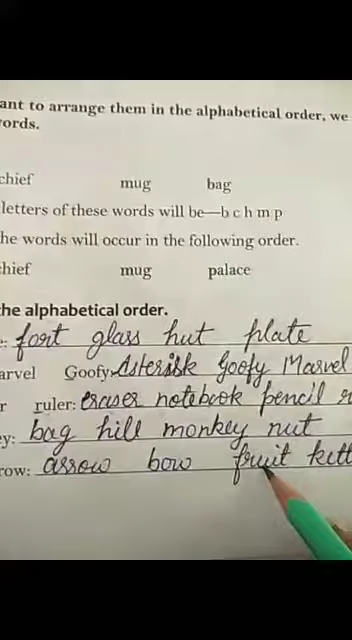 ant to arrange them in the alphabetical order, we
ords.
chief mug bag
letters of these words will be—b c h m p
he words will occur in the following order.
hief mug palace
he alphabetical order.
e: fort glass hut plate
arvel Goofy: Asterisk Goofy Marvel
r ruler: eraser notebook pencil r
ey: bag hill monkey nut
row: arrow bow fruit kett